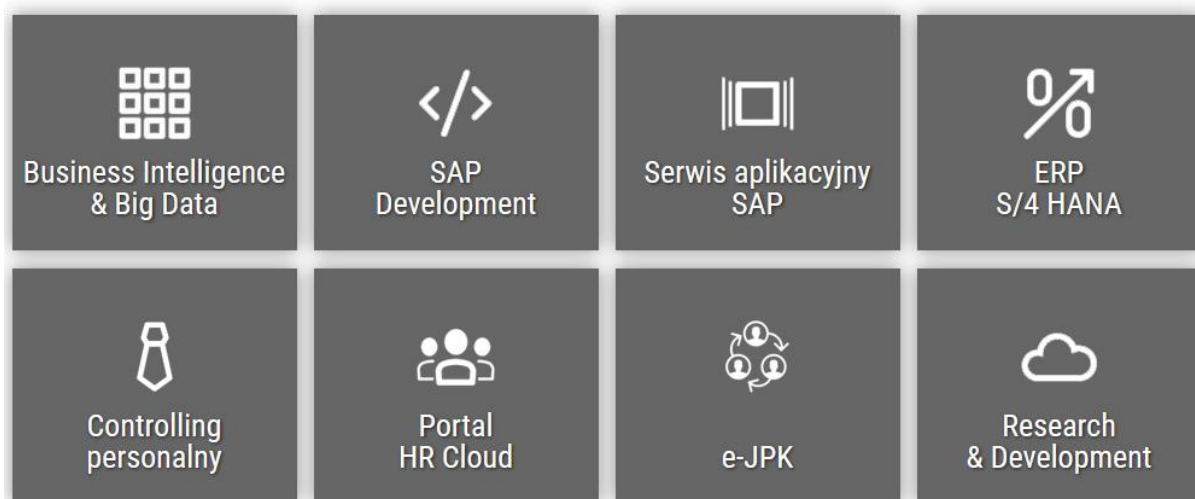 Business Intelligence
& Big Data
SAP
Development
Serwis aplikacyjny
SAP
ERP
S/4 HANA
Controlling
personalny
Portal
HR Cloud
e-JPK
Research
& Development